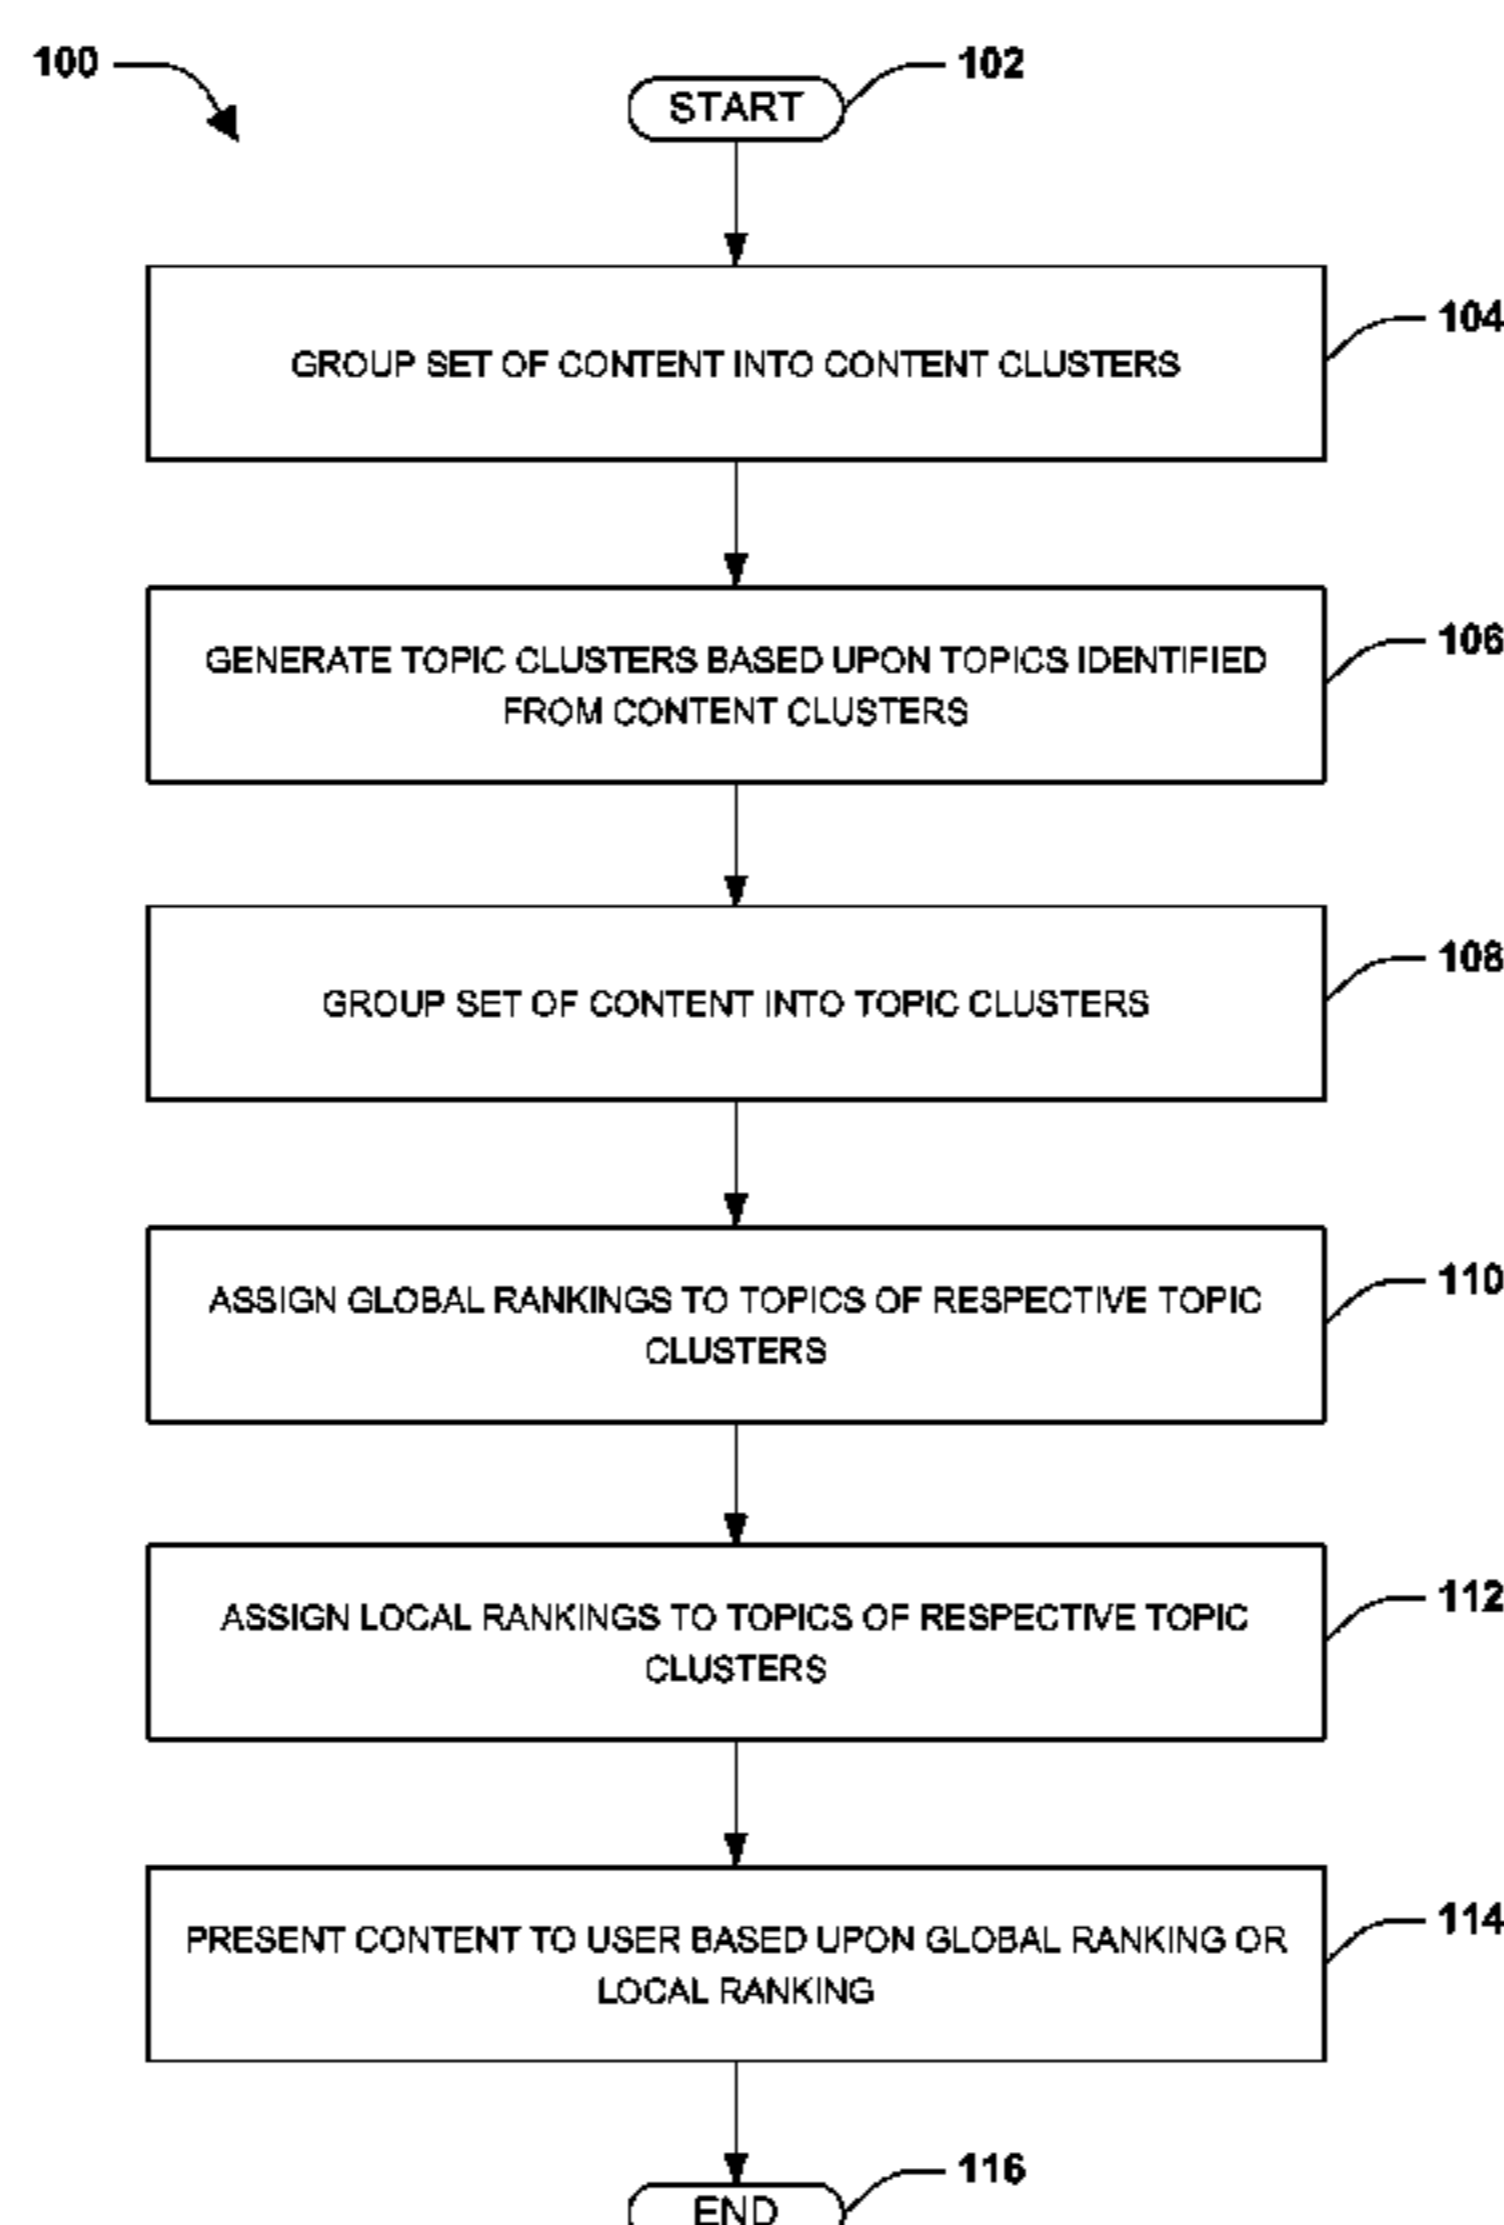 100
START
102
GROUP SET OF CONTENT INTO CONTENT CLUSTERS
104
GENERATE TOPIC CLUSTERS BASED UPON TOPICS IDENTIFIED
FROM CONTENT CLUSTERS
106
GROUP SET OF CONTENT INTO TOPIC CLUSTERS
108
ASSIGN GLOBAL RANKINGS TO TOPICS OF RESPECTIVE TOPIC
CLUSTERS
110
ASSIGN LOCAL RANKINGS TO TOPICS OF RESPECTIVE TOPIC
CLUSTERS
112
PRESENT CONTENT TO USER BASED UPON GLOBAL RANKING OR
LOCAL RANKING
114
END
116